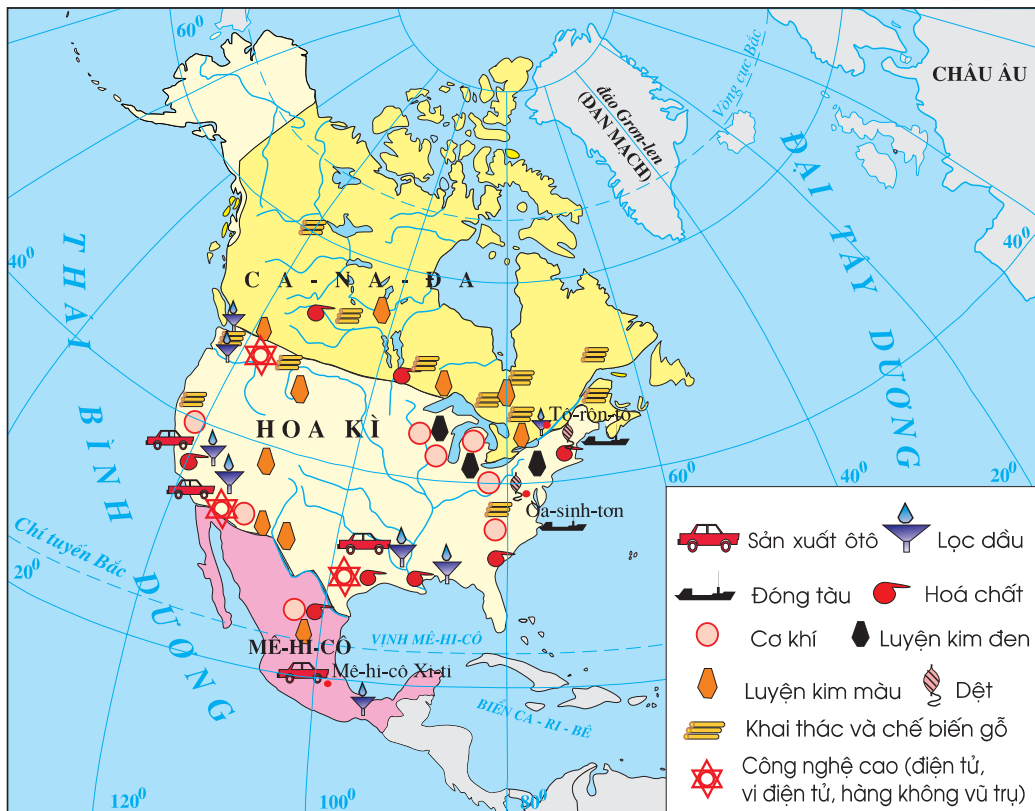 60⁰
CHÂU ÂU
Vòng cực Bắc
đảo Grơn-len
(ĐAN MẠCH)
ĐẠI TÂY DƯƠNG
THÁI BÌNH DƯƠNG
40⁰
40⁰
CA-NA-ĐA
HOA KÌ
Tô-rôn-tô
60⁰
40⁰
20⁰
Oa-sinh-tơn
Chí tuyến Bắc
20⁰
VỊNH MÊ-HI-CÔ
MÊ-HI-CÔ
Mê-hi-cô Xi-ti
BIỂN CA - RI - BÊ
120⁰
100⁰
80⁰
Sản xuất ôtô
Lọc dầu
Đóng tàu
Hoá chất
Cơ khí
Luyện kim đen
Luyện kim màu
Dệt
Khai thác và chế biến gỗ
Công nghệ cao (điện tử,
vi điện tử, hàng không vũ trụ)